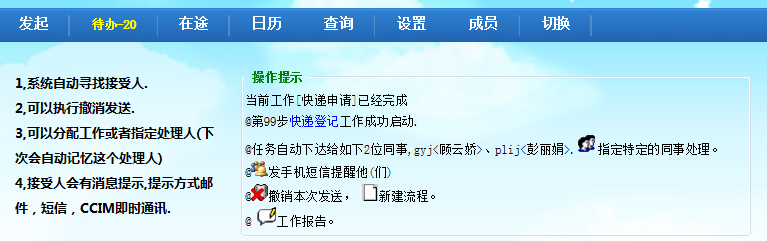 发起 待办-20 在途 日历 查询 设置 成员 切换
1,系统自动寻找接受人.
2,可以执行撤消发送.
3,可以分配工作或者指定处理人(下
次会自动记忆这个处理人)
4,接受人会有消息提示,提示方式邮
件，短信，CCIM即时通讯.
操作提示
当前工作[快递申请]已经完成
@第99步快递登记工作成功启动.
@任务自动下达给如下2位同事,gyj<顾云娇>、plij<彭丽娟>. 指定特定的同事处理。
@发手机短信提醒他(们)
@撤销本次发送， 新建流程。
@ 工作报告。